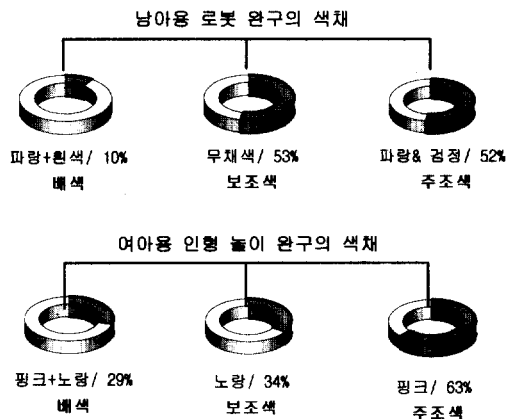 남아용 로봇 완구의 색채
파랑+흰색/ 10% 무채색/ 53% 파랑& 검정/ 52%
배색 보조색 주조색
여아용 인형 놀이 완구의 색채
핑크+노랑/ 29% 노랑/ 34% 핑크/ 63%
배색 보조색 주조색